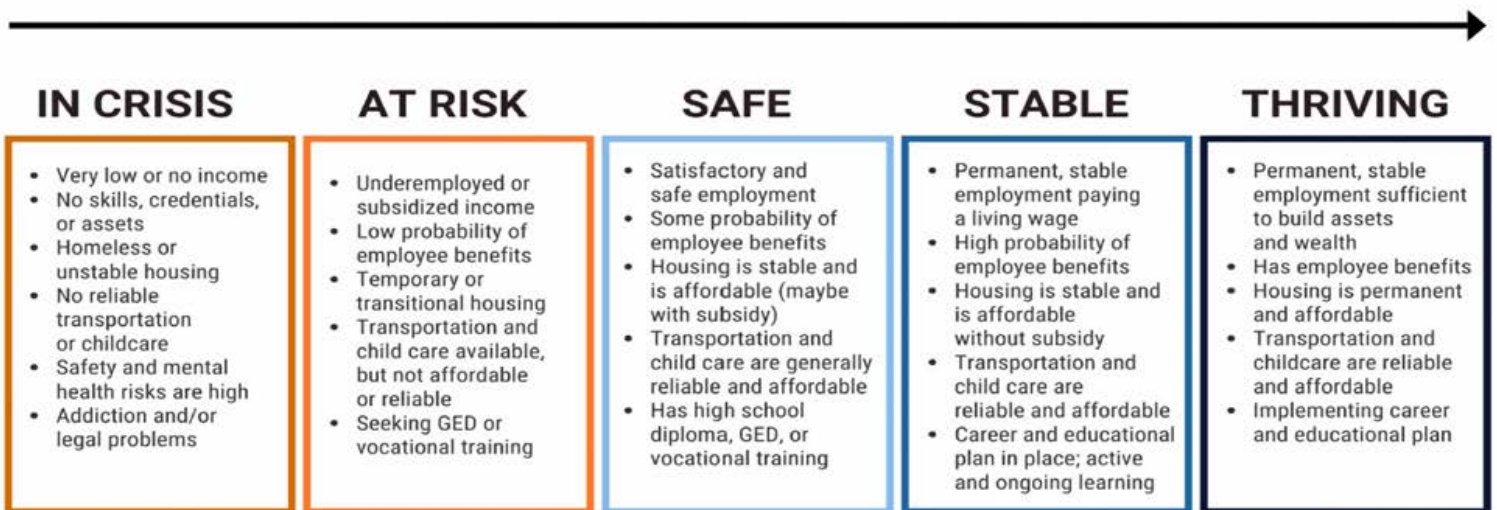 IN CRISIS
• Very low or no income
• No skills, credentials,
or assets
• Homeless or
unstable housing
• No reliable
transportation
or childcare
• Safety and mental
health risks are high
• Addiction and/or
legal problems
AT RISK
• Underemployed or
subsidized income
• Low probability of
employee benefits
• Temporary or
transitional housing
• Transportation and
child care available,
but not affordable
or reliable
• Seeking GED or
vocational training
SAFE
• Satisfactory and
safe employment
• Some probability of
employee benefits
• Housing is stable and
is affordable (maybe
with subsidy)
• Transportation and
child care are generally
reliable and affordable
• Has high school
diploma, GED, or
vocational training
STABLE
• Permanent, stable
employment paying
a living wage
• High probability of
employee benefits
• Housing is stable and
is affordable
without subsidy
• Transportation and
child care are
reliable and affordable
• Career and educational
plan in place; active
and ongoing learning
THRIVING
• Permanent, stable
employment sufficient
to build assets
and wealth
• Has employee benefits
• Housing is permanent
and affordable
• Transportation and
childcare are reliable
and affordable
• Implementing career
and educational plan